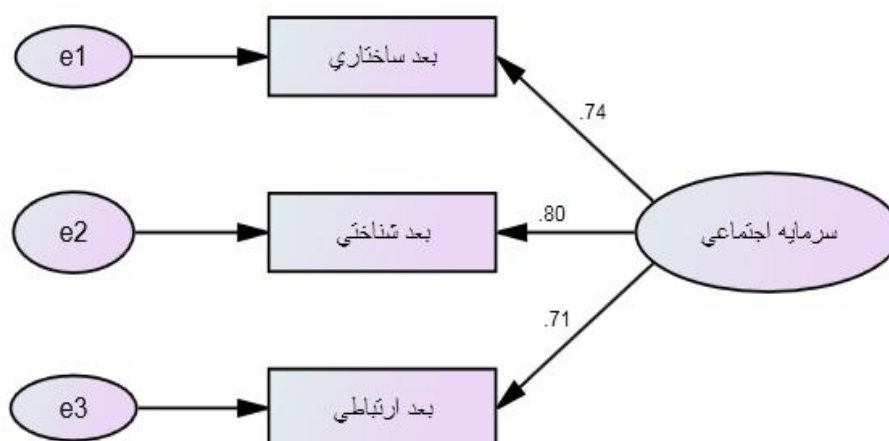 e1
بعد ساختاري
.74
e2
بعد شناختي
.80
سرمايه اجتماعي
.71
e3
بعد ارتباطي